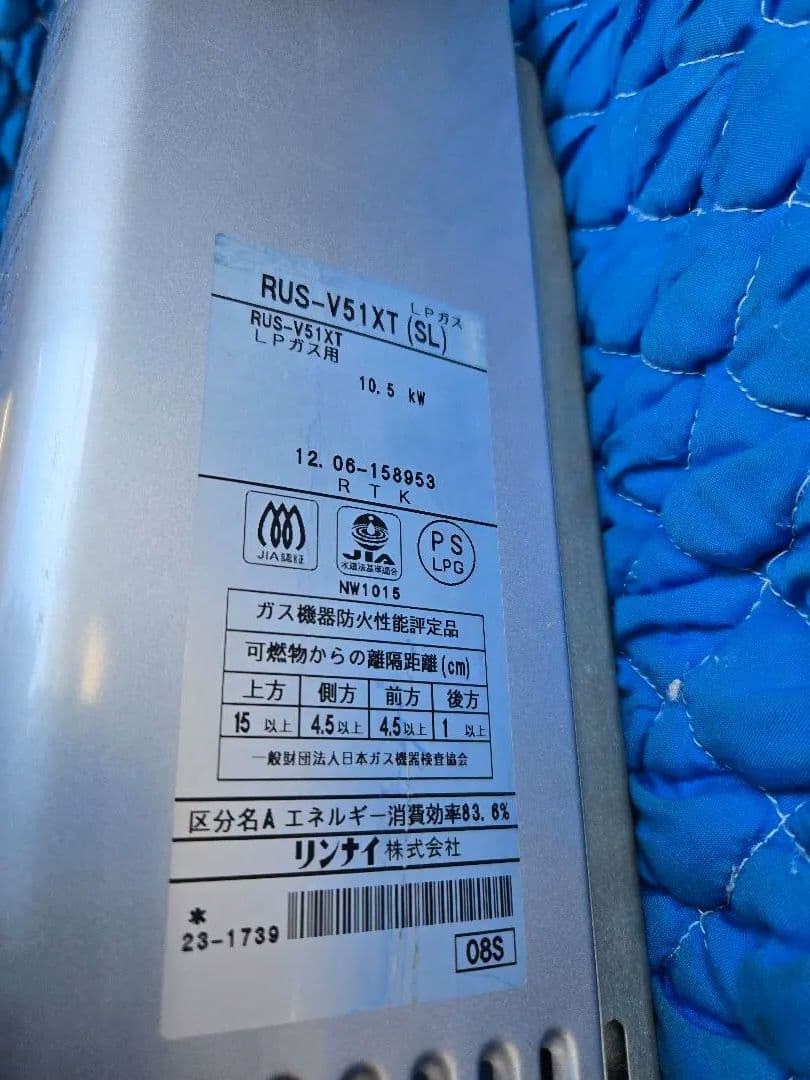 RUS-V51XT(SL) LPガス
RUS-V51XT
LPガス用
10.5 kW
12.06-158953
RTK
JIA認証
JIA
水道法基準適合
PS
LPG
NW1015
ガス機器防火性能評定品
可燃物からの離隔距離(cm)
上方 側方 前方 後方
15 以上 4.5以上 4.5以上 1 以上
一般財団法人日本ガス機器検査協会
区分名A エネルギー消費効率83.6%
リンナイ株式会社
*
23-1739
08S